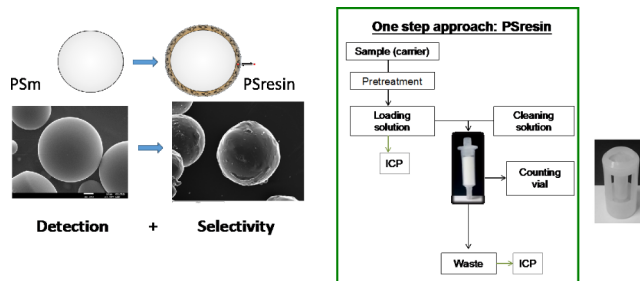 PSm
PSresin
Detection + Selectivity
One step approach: PSresin
Sample (carrier)
Pretreatment
Loading
solution
Cleaning
solution
ICP
Counting
vial
Waste
ICP